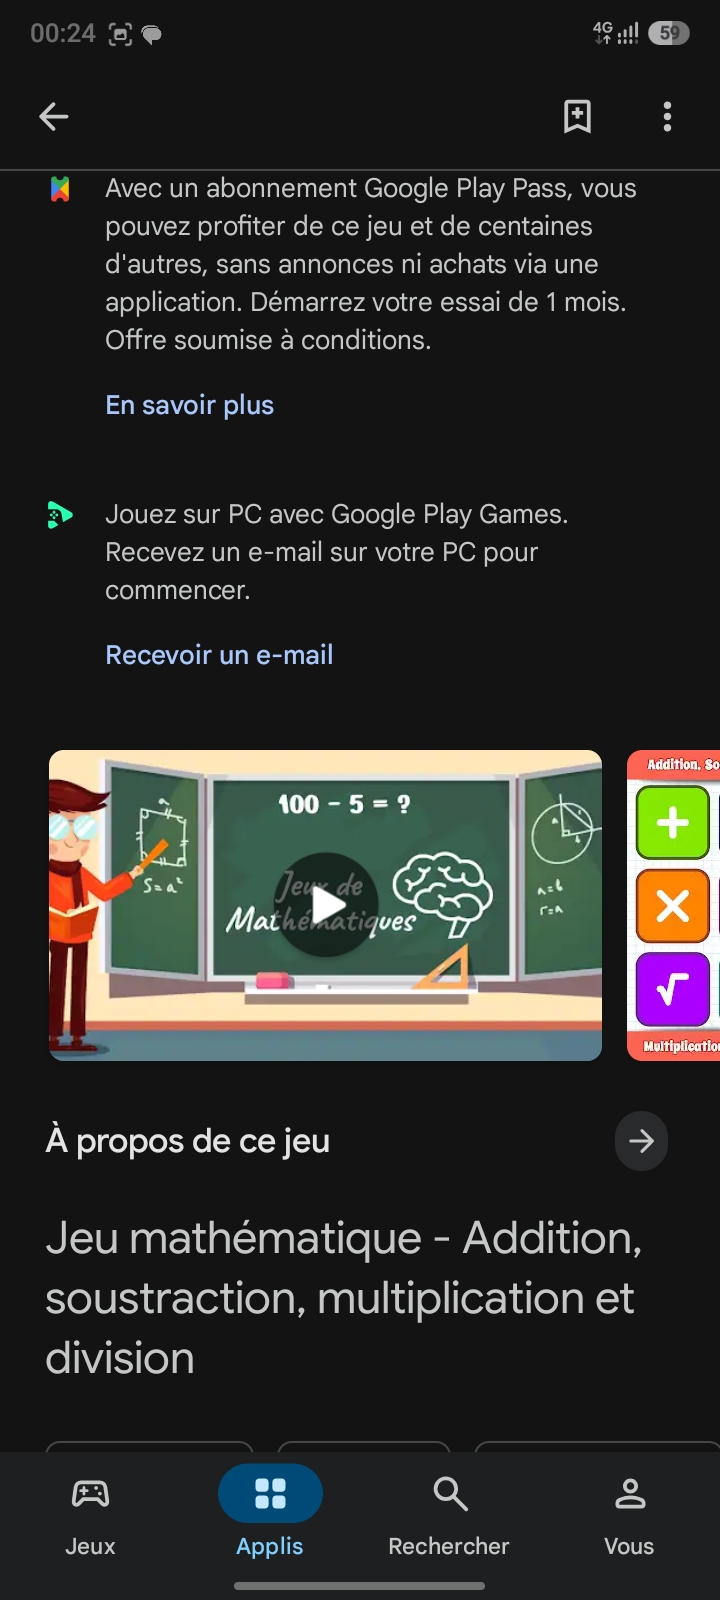 00:24
4G
59
Avec un abonnement Google Play Pass, vous
pouvez profiter de ce jeu et de centaines
d'autres, sans annonces ni achats via une
application. Démarrez votre essai de 1 mois.
Offre soumise à conditions.
En savoir plus
Jouez sur PC avec Google Play Games.
Recevez un e-mail sur votre PC pour
commencer.
Recevoir un e-mail
100 - 5 = ?
S=a²
Jeux de
Mathématiques
a=b
r=a
Addition, So
+
×
√
Multiplication
À propos de ce jeu
Jeu mathématique - Addition,
soustraction, multiplication et
division
Jeux
Applis
Rechercher
Vous